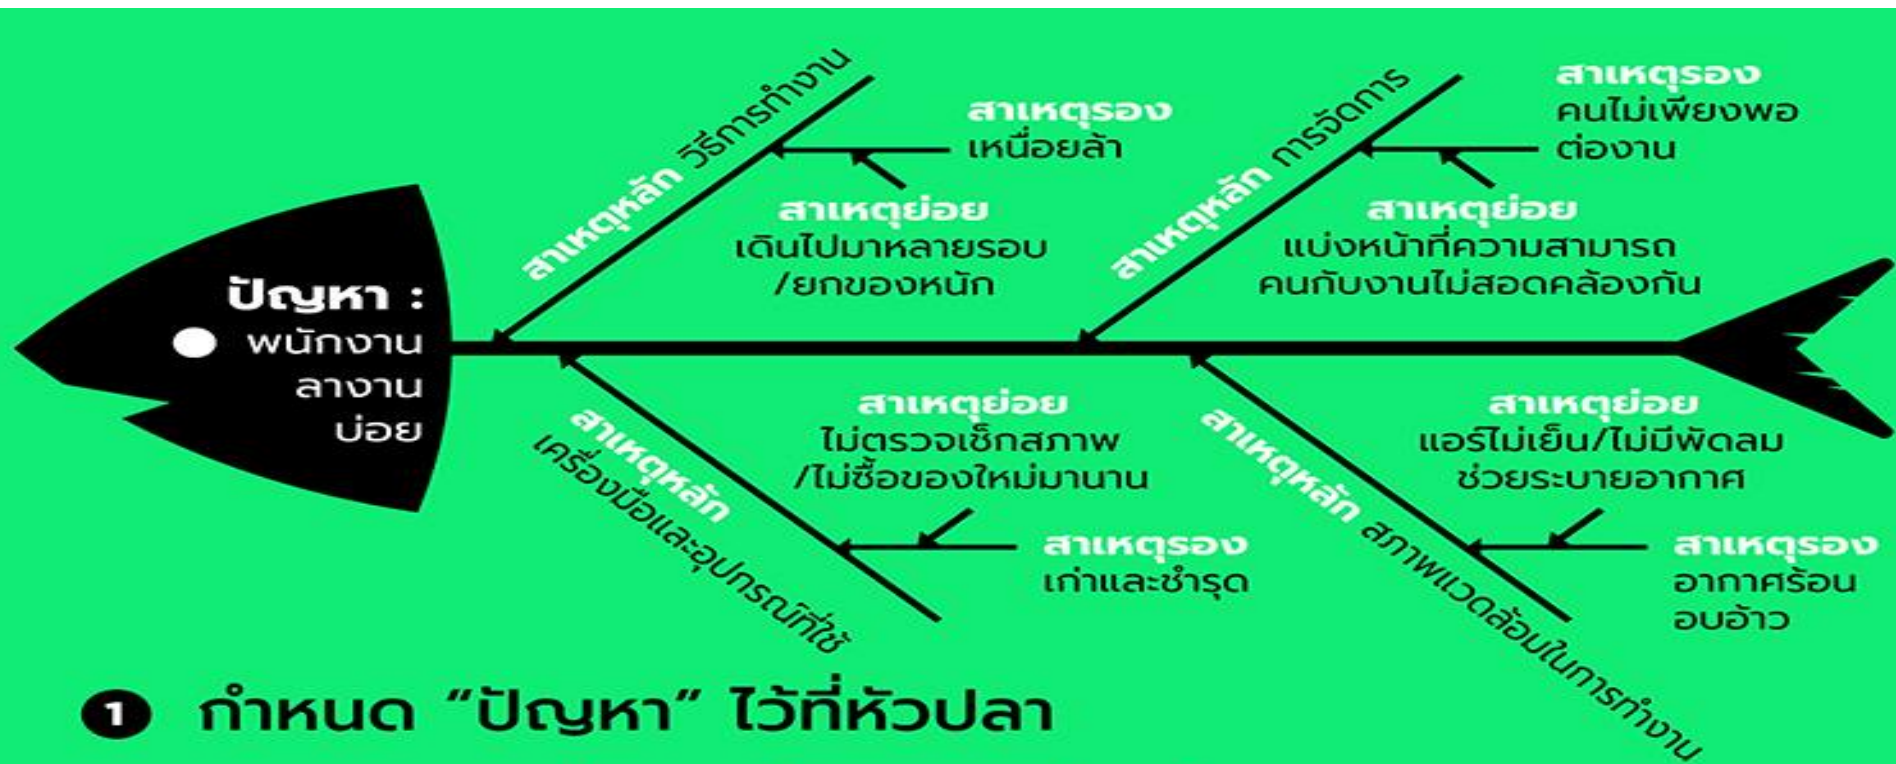 ปัญหา :
พนักงาน
ลางาน
บ่อย
สาเหตุหลัก วิธีการทำงาน
สาเหตุรอง
เหนื่อยล้า
สาเหตุย่อย
เดินไปมาหลายรอบ
/ยกของหนัก
สาเหตุหลัก การจัดการ
สาเหตุรอง
คนไม่เพียงพอ
ต่องาน
สาเหตุย่อย
แบ่งหน้าที่ความสามารถ
คนกับงานไม่สอดคล้องกัน
สาเหตุหลัก
เครื่องมือและอุปกรณ์ที่ใช้
สาเหตุย่อย
ไม่ตรวจเช็กสภาพ
/ไม่ซื้อของใหม่มานาน
สาเหตุรอง
เก่าและชำรุด
สาเหตุหลัก สภาพแวดล้อมในการทำงาน
สาเหตุย่อย
แอร์ไม่เย็น/ไม่มีพัดลม
ช่วยระบายอากาศ
สาเหตุรอง
อากาศร้อน
อบอ้าว
1 กำหนด “ปัญหา” ไว้ที่หัวปลา